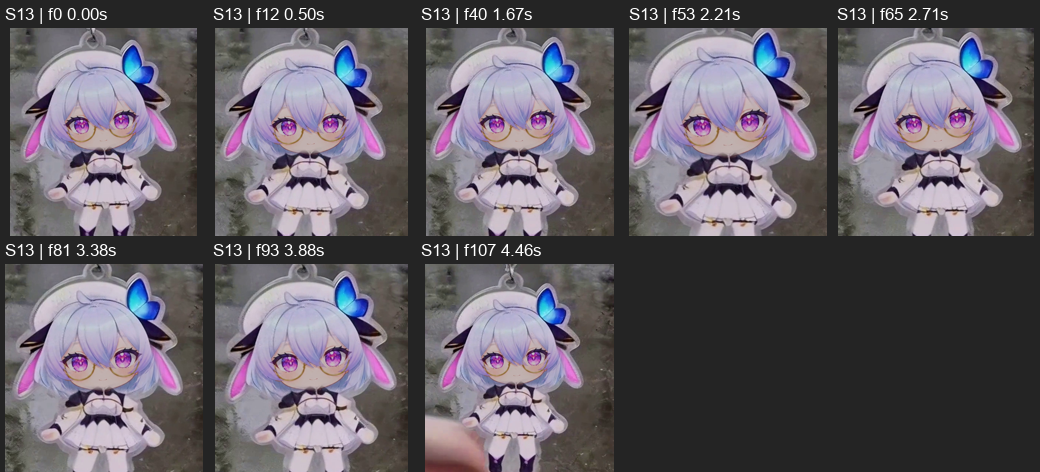 S13 | f0 0.00s
S13 | f12 0.50s
S13 | f40 1.67s
S13 | f53 2.21s
S13 | f65 2.71s
S13 | f81 3.38s
S13 | f93 3.88s
S13 | f107 4.46s